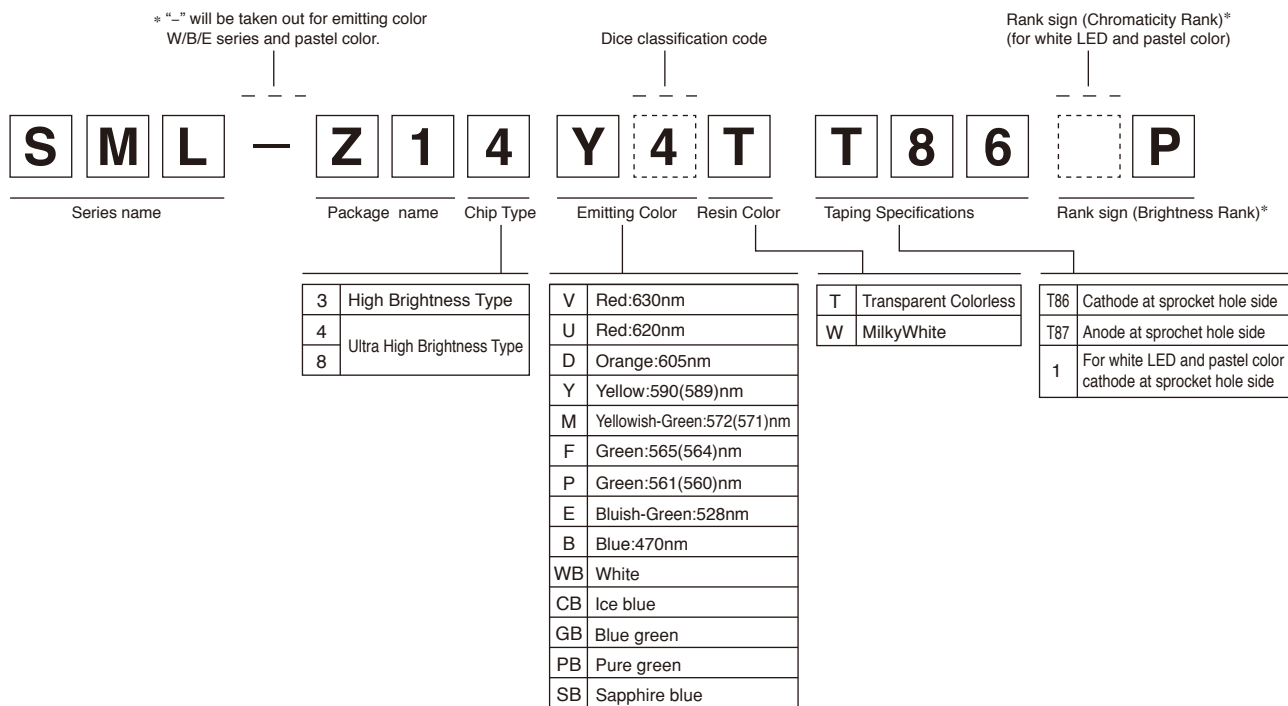 * “–” will be taken out for emitting color
W/B/E series and pastel color.
Dice classification code
Rank sign (Chromaticity Rank)*
(for white LED and pastel color)
S M L – Z 1 4 Y 4 T T 8 6 P
Series name
Package name
Chip Type
Emitting Color
Resin Color
Taping Specifications
Rank sign (Brightness Rank)*
3 High Brightness Type
4
8
Ultra High Brightness Type
V Red:630nm
U Red:620nm
D Orange:605nm
Y Yellow:590(589)nm
M Yellowish-Green:572(571)nm
F Green:565(564)nm
P Green:561(560)nm
E Bluish-Green:528nm
B Blue:470nm
WB White
CB Ice blue
GB Blue green
PB Pure green
SB Sapphire blue
T Transparent Colorless
W MilkyWhite
T86 Cathode at sprocket hole side
T87 Anode at sprochet hole side
1 For white LED and pastel color
cathode at sprocket hole side